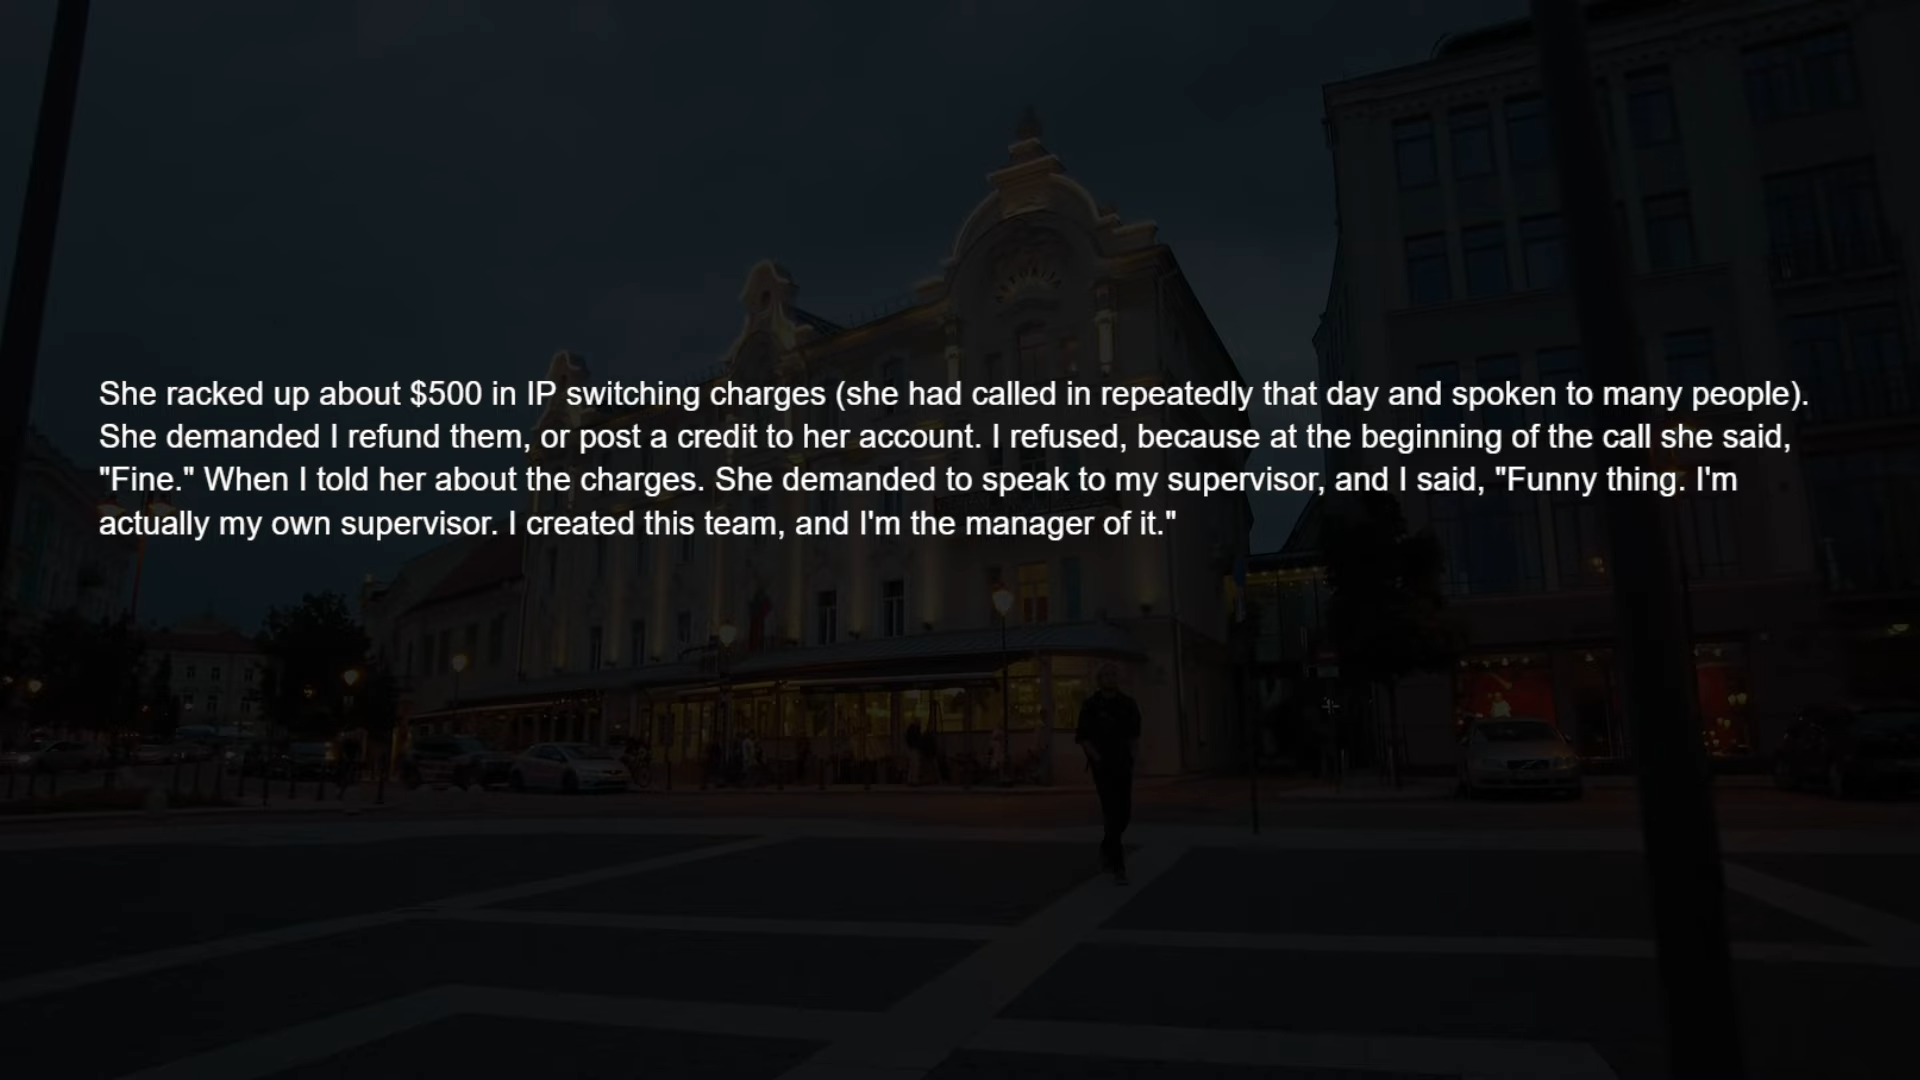 She racked up about $500 in IP switching charges (she had called in repeatedly that day and spoken to many people).
She demanded I refund them, or post a credit to her account. I refused, because at the beginning of the call she said,
"Fine." When I told her about the charges. She demanded to speak to my supervisor, and I said, "Funny thing. I'm
actually my own supervisor. I created this team, and I'm the manager of it."